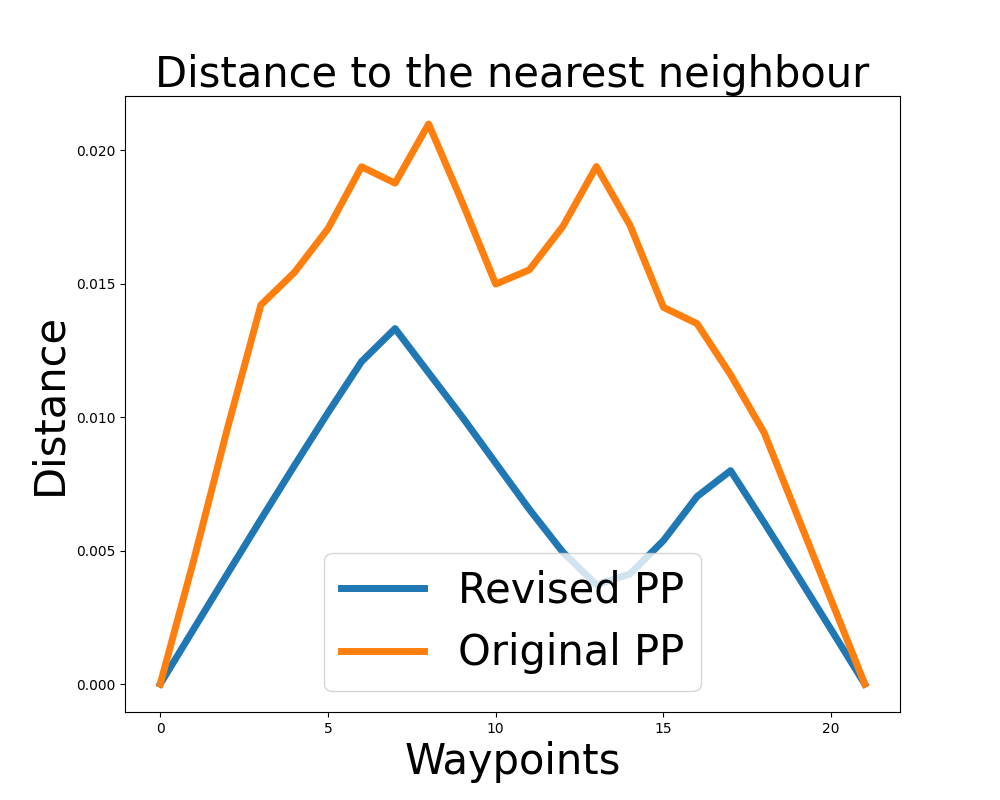 Distance to the nearest neighbour
Distance
0.020
0.015
0.010
0.005
0.000
Revised PP
Original PP
0 5 10 15 20
Waypoints